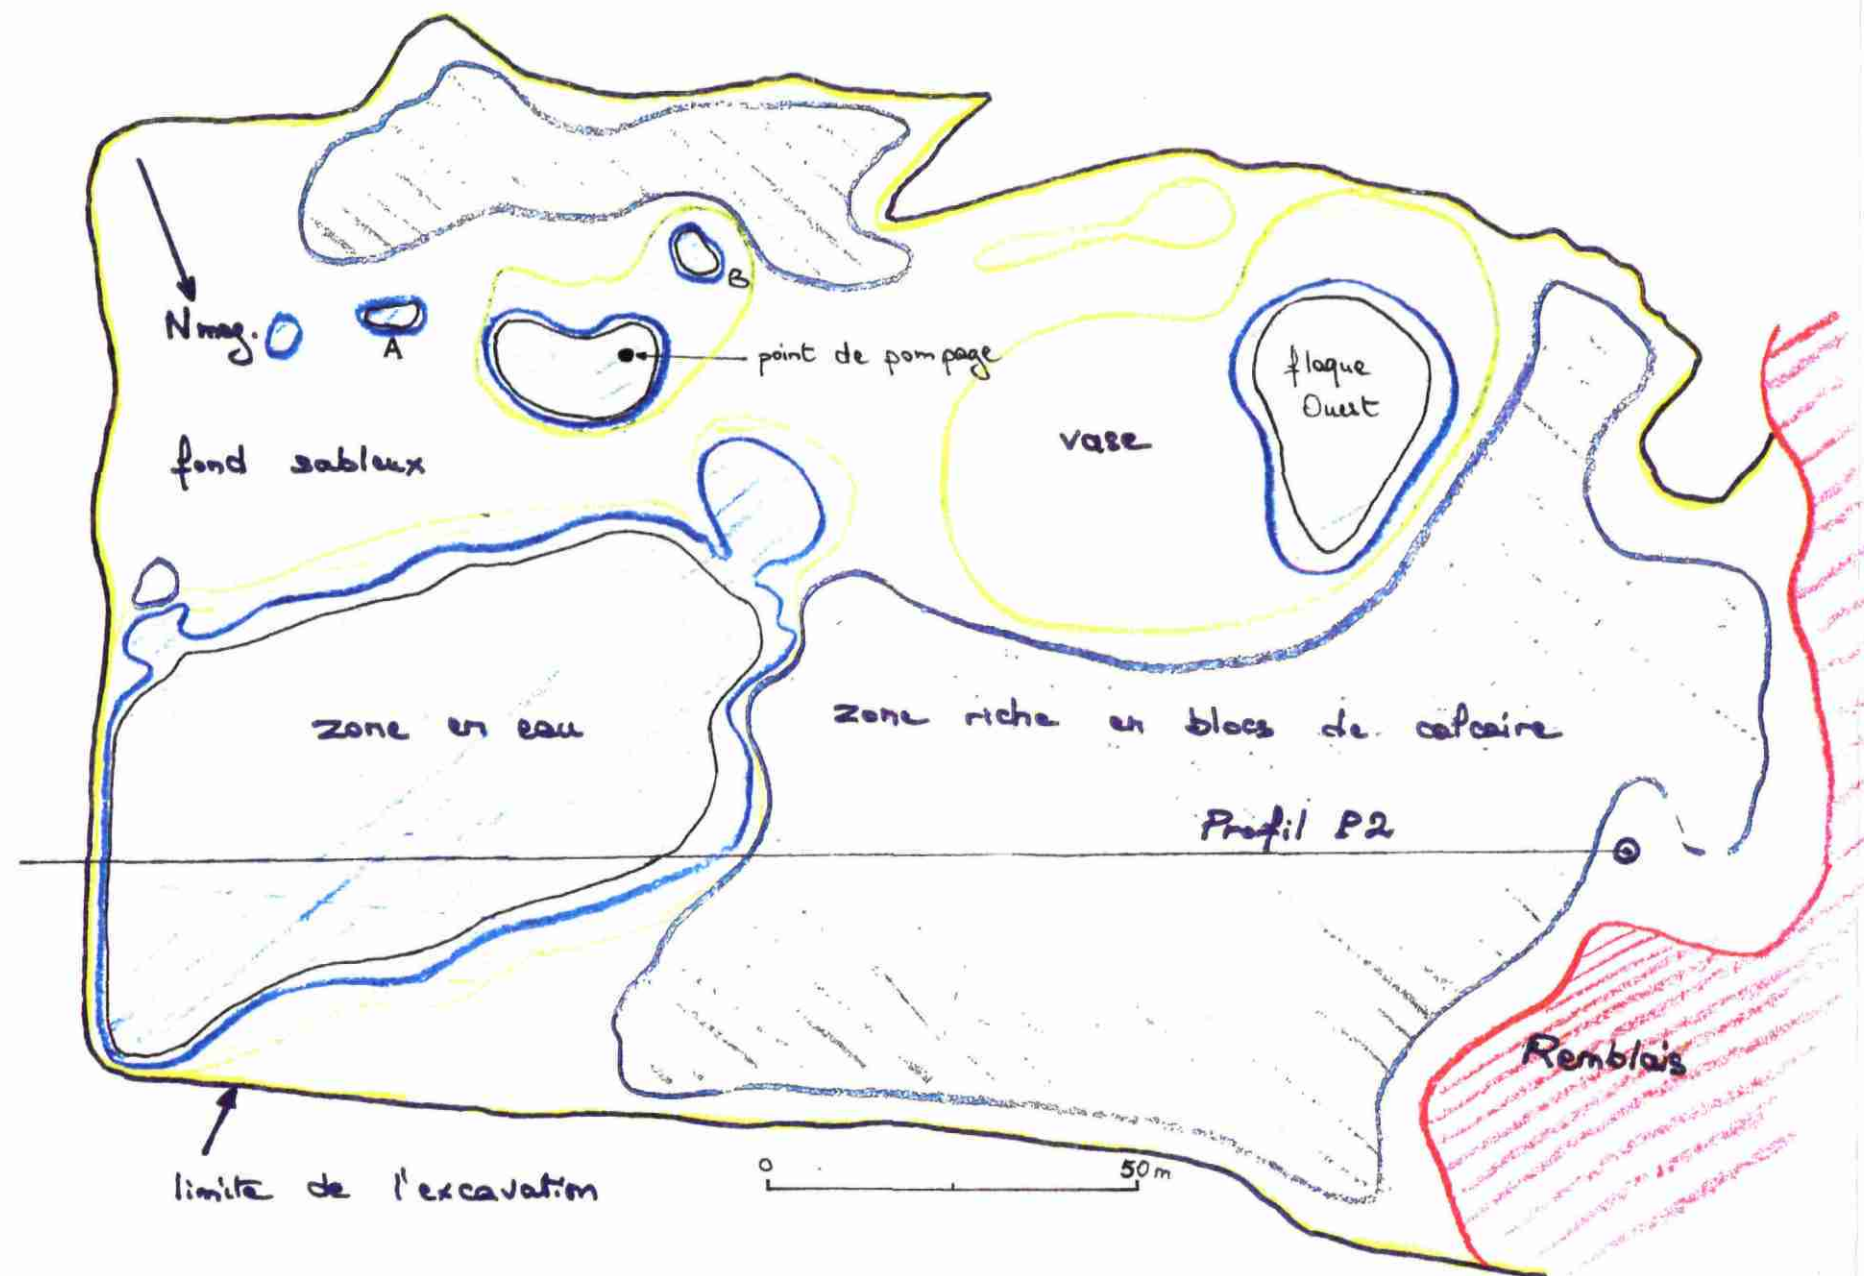 N mag.
A
B
point de pompage
flaque
Ouest
vase
fond sableux
zone en eau
zone riche en blocs de calcaire
Profil P2
Remblais
limite de l'excavation
0 50 m